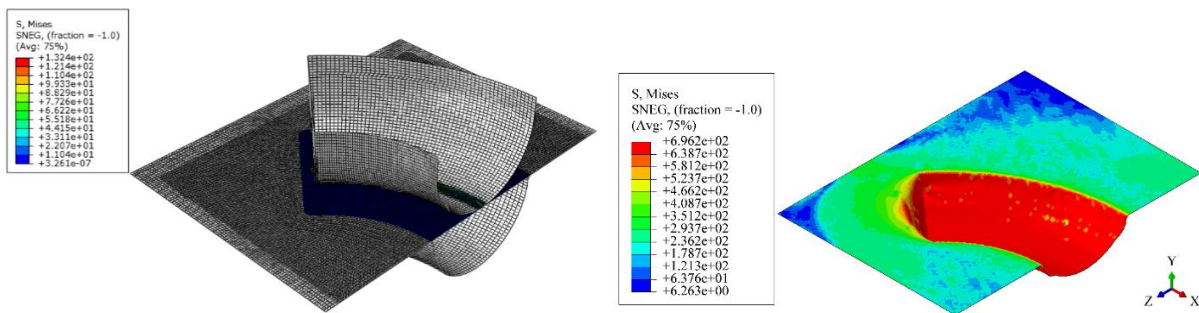 S, Mises
SNEG, (fraction = -1.0)
(Avg: 75%)
+1.324e+02
+1.214e+02
+1.104e+02
+9.933e+01
+8.829e+01
+7.726e+01
+6.622e+01
+5.518e+01
+4.415e+01
+3.311e+01
+2.207e+01
+1.104e+01
+3.261e-07
S, Mises
SNEG, (fraction = -1.0)
(Avg: 75%)
+6.962e+02
+6.387e+02
+5.812e+02
+5.237e+02
+4.662e+02
+4.087e+02
+3.512e+02
+2.937e+02
+2.362e+02
+1.787e+02
+1.213e+02
+6.376e+01
+6.263e+00
Y
Z
X